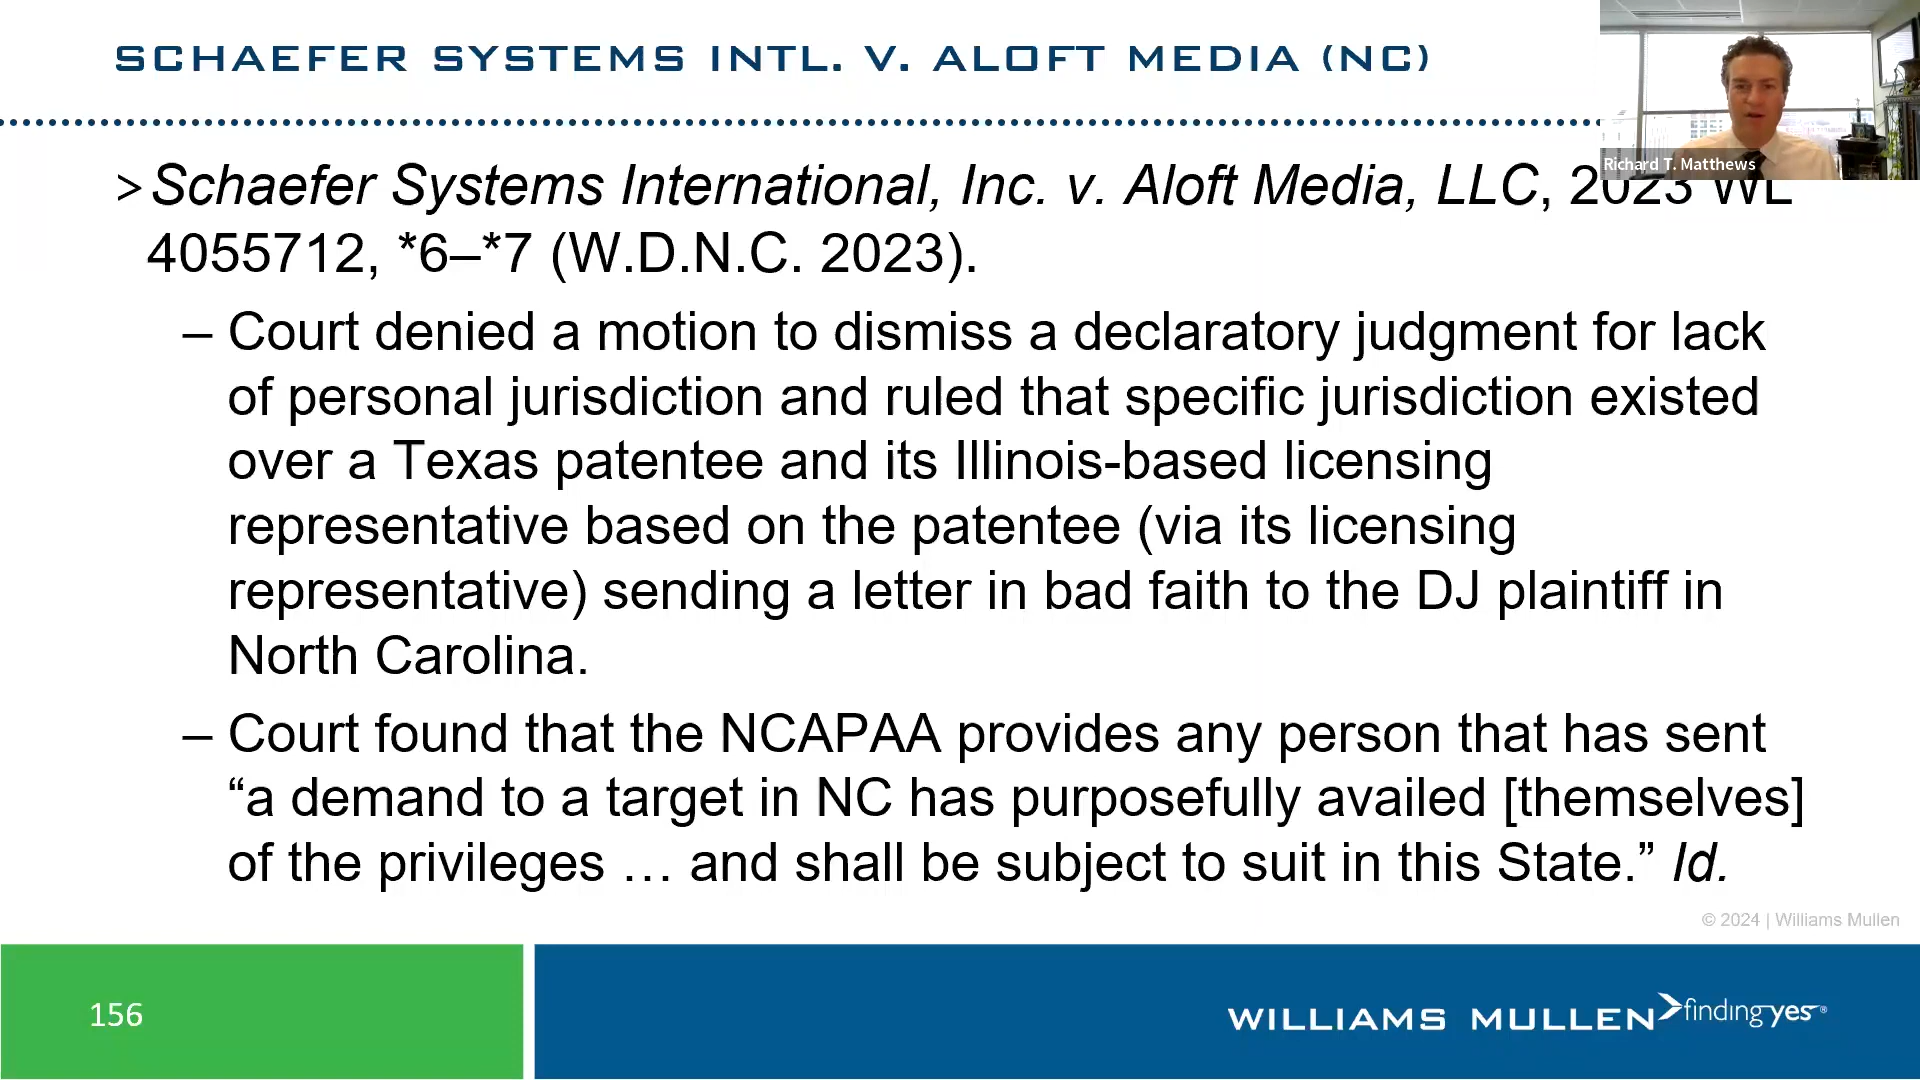 SCHAEFER SYSTEMS INTL. V. ALOFT MEDIA (NC)
Richard T. Matthews
> Schaefer Systems International, Inc. v. Aloft Media, LLC, 2023 WL
4055712, *6–*7 (W.D.N.C. 2023).
– Court denied a motion to dismiss a declaratory judgment for lack
of personal jurisdiction and ruled that specific jurisdiction existed
over a Texas patentee and its Illinois-based licensing
representative based on the patentee (via its licensing
representative) sending a letter in bad faith to the DJ plaintiff in
North Carolina.
– Court found that the NCAPAA provides any person that has sent
“a demand to a target in NC has purposefully availed [themselves]
of the privileges … and shall be subject to suit in this State.” Id.
© 2024 | Williams Mullen
156
WILLIAMS MULLEN finding yes®